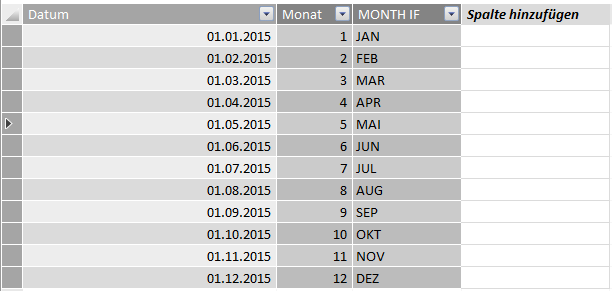 Datum Monat MONTH IF Spalte hinzufügen
01.01.2015 1 JAN
01.02.2015 2 FEB
01.03.2015 3 MAR
01.04.2015 4 APR
01.05.2015 5 MAI
01.06.2015 6 JUN
01.07.2015 7 JUL
01.08.2015 8 AUG
01.09.2015 9 SEP
01.10.2015 10 OKT
01.11.2015 11 NOV
01.12.2015 12 DEZ